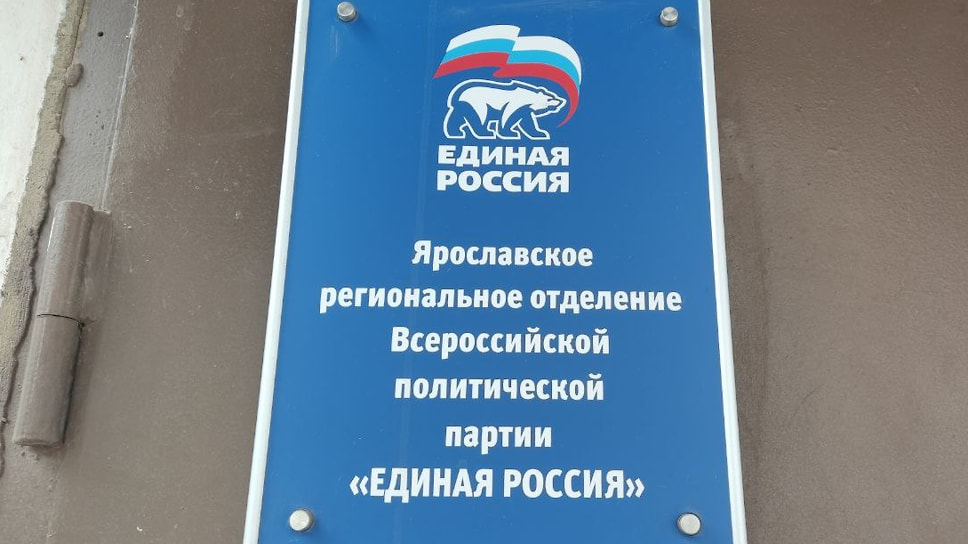 ЕДИНАЯ
РОССИЯ
Ярославское
региональное отделение
Всероссийской
политической
партии
«ЕДИНАЯ РОССИЯ»